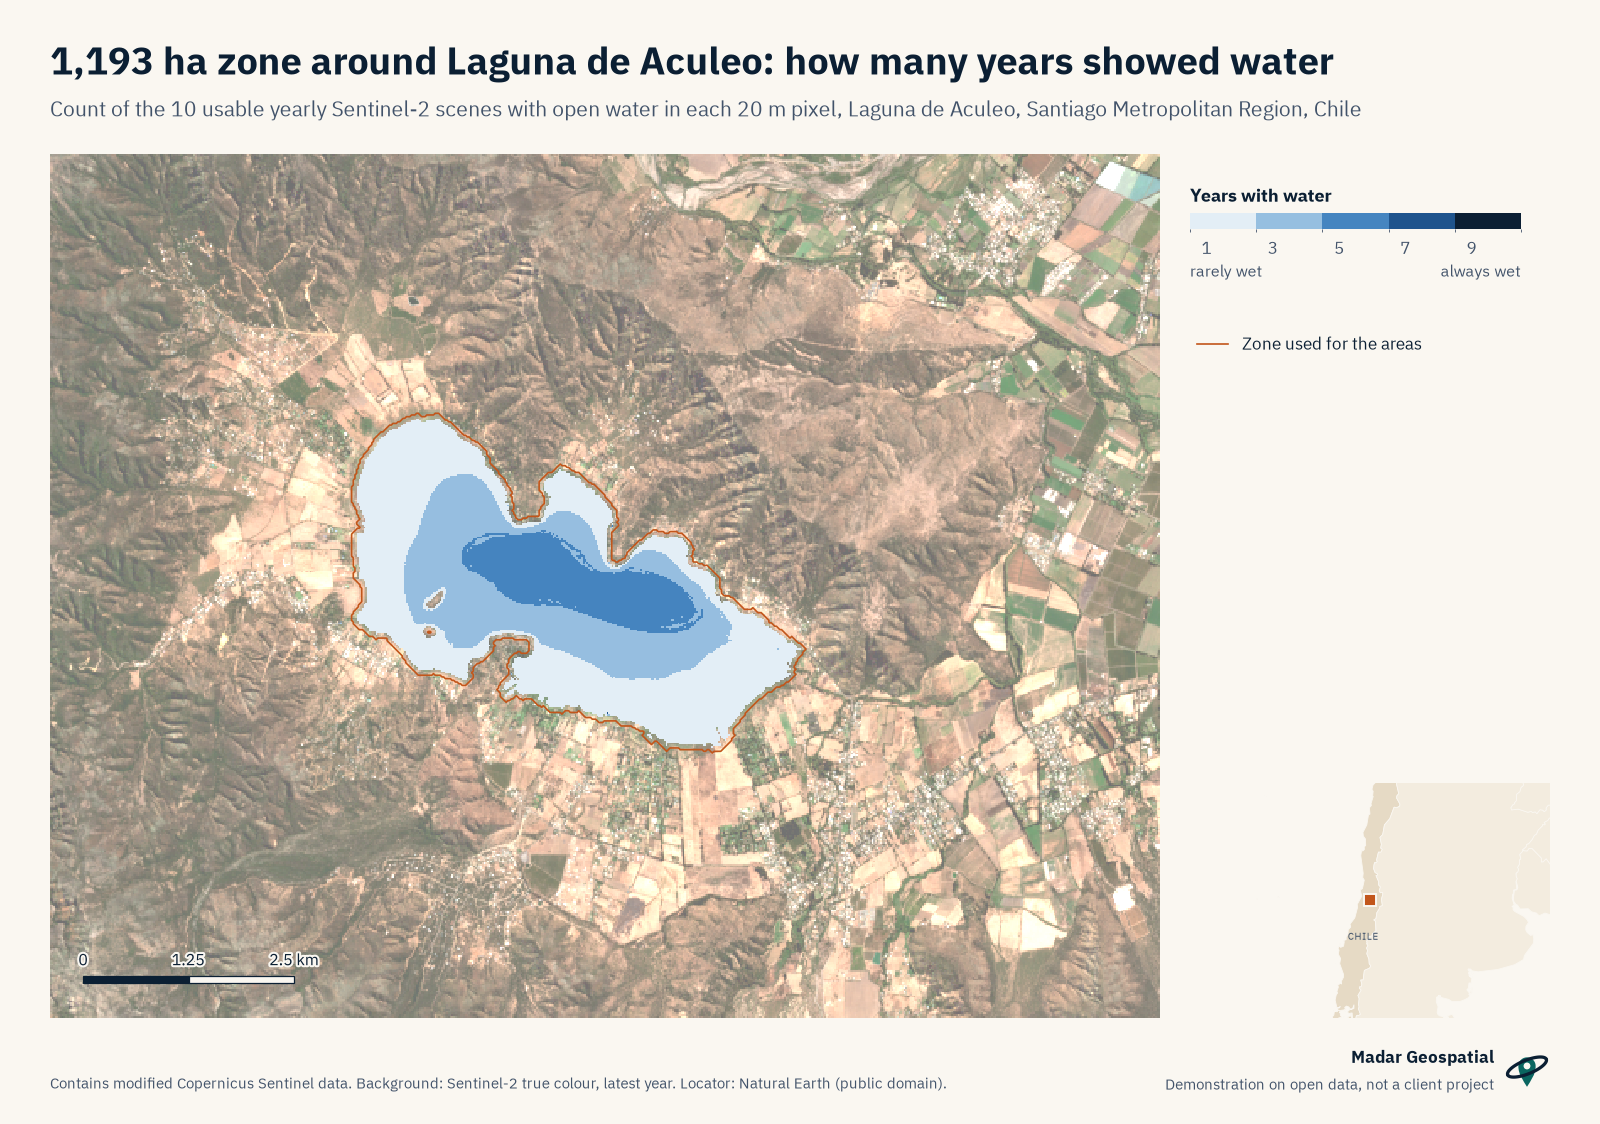 1,193 ha zone around Laguna de Aculeo: how many years showed water
Count of the 10 usable yearly Sentinel-2 scenes with open water in each 20 m pixel, Laguna de Aculeo, Santiago Metropolitan Region, Chile
Years with water
1 3 5 7 9
rarely wet always wet
Zone used for the areas
CHILE
0 1.25 2.5 km
Madar Geospatial
Contains modified Copernicus Sentinel data. Background: Sentinel-2 true colour, latest year. Locator: Natural Earth (public domain).
Demonstration on open data, not a client project